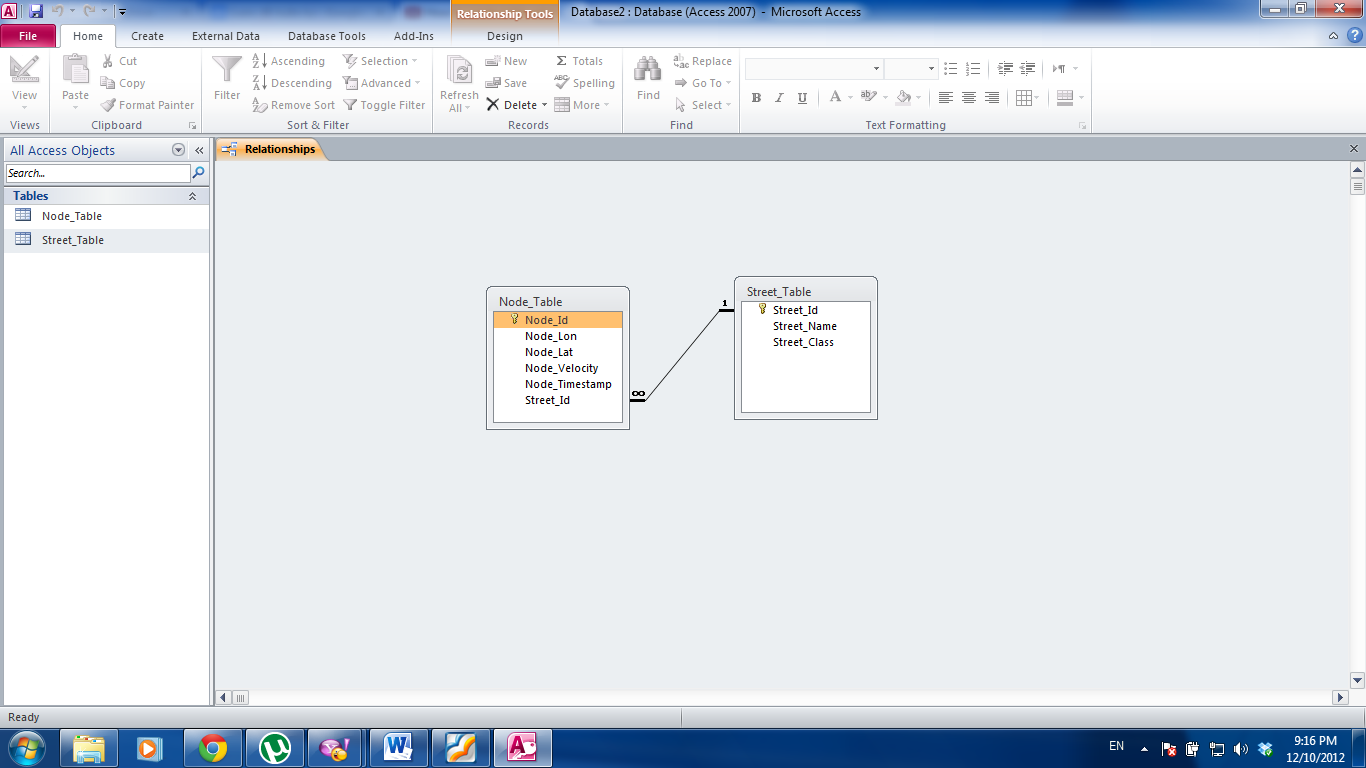 Relationship Tools
Database2 : Database (Access 2007) - Microsoft Access
File Home Create External Data Database Tools Add-Ins Design
View
Views
Paste
Cut
Copy
Format Painter
Clipboard
Filter
Ascending
Descending
Remove Sort
Selection
Advanced
Toggle Filter
Sort & Filter
Refresh
All
New
Save
Delete
Totals
Spelling
More
Records
Find
Replace
Go To
Select
Find
B I U A ab
Text Formatting
All Access Objects
Search...
Tables
Node_Table
Street_Table
Relationships
Node_Table
Node_Id
Node_Lon
Node_Lat
Node_Velocity
Node_Timestamp
Street_Id
∞
1
Street_Table
Street_Id
Street_Name
Street_Class
Ready
EN
9:16 PM
12/10/2012